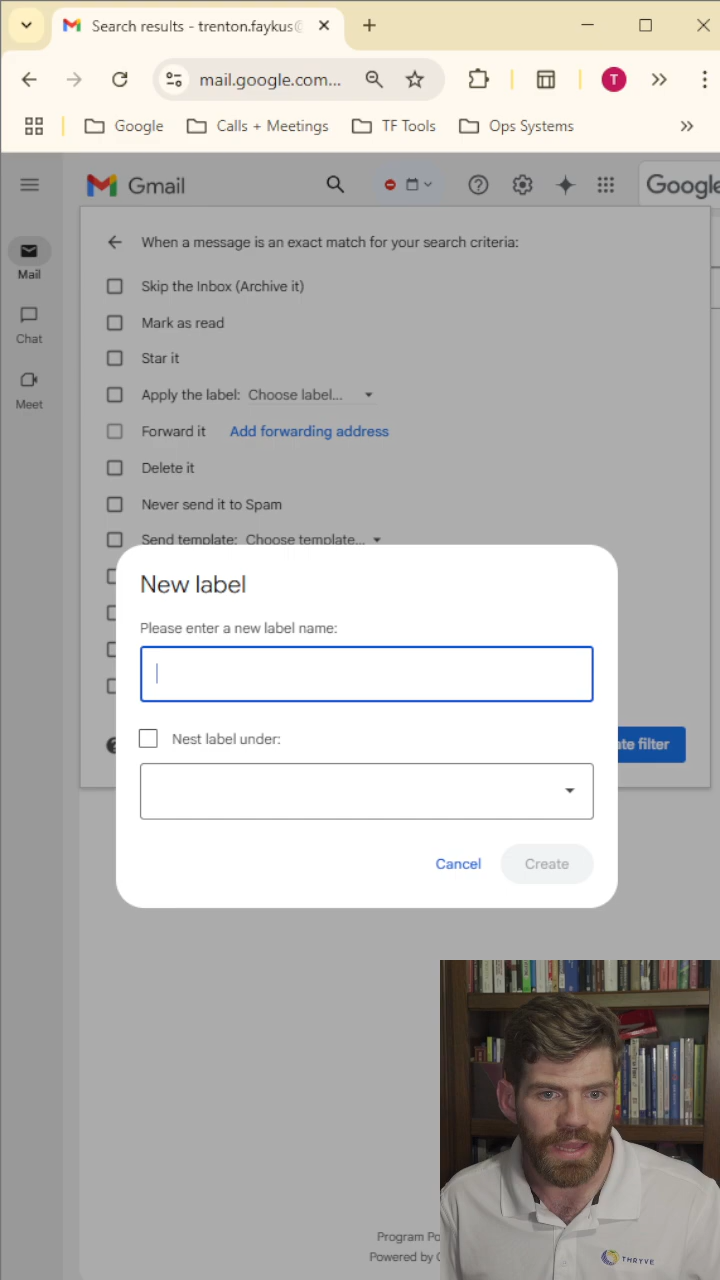 Search results - trenton.faykus@
mail.google.com...
T
Google
Calls + Meetings
TF Tools
Ops Systems
Gmail
Google
Mail
Chat
Meet
When a message is an exact match for your search criteria:
Skip the Inbox (Archive it)
Mark as read
Star it
Apply the label: Choose label...
Forward it Add forwarding address
Delete it
Never send it to Spam
Send template: Choose template...
New label
Please enter a new label name:
Nest label under:
te filter
Cancel
Create
Program Po
Powered by
THRYVE